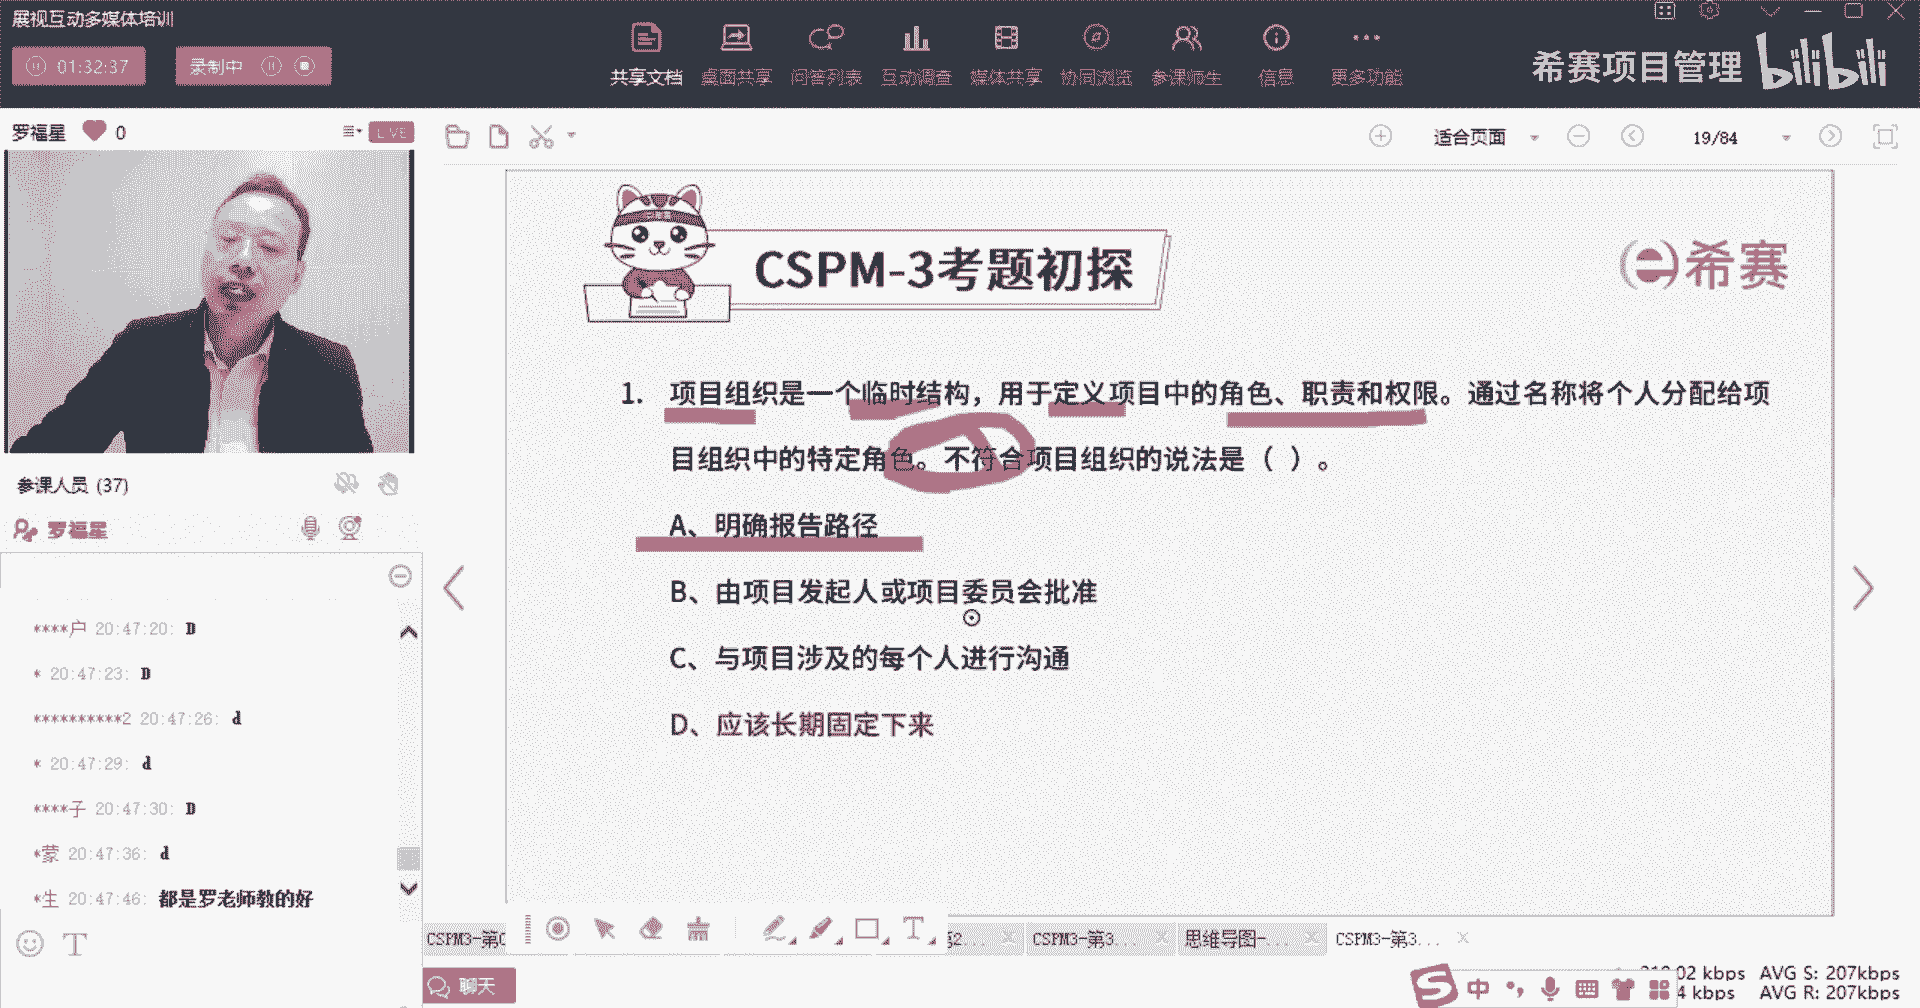 展视互动多媒体培训
01:32:37
录制中
共享文档
桌面共享
问答列表
互动调查
媒体共享
协同浏览
参课师生
信息
更多功能
希赛项目管理
bilibili
罗福星
0
LIVE
适合页面
19/84
参课人员 (37)
罗福星
****户 20:47:20: D
* 20:47:23: D
**********2 20:47:26: d
* 20:47:29: d
****子 20:47:30: D
*蒙 20:47:36: d
*生 20:47:46: 都是罗老师教的好
CSPM-3考题初探
希赛
1. 项目组织是一个临时结构，用于定义项目中的角色、职责和权限。通过名称将个人分配给项
目组织中的特定角色。不符合项目组织的说法是（ ）。
A、明确报告路径
B、由项目发起人或项目委员会批准
C、与项目涉及的每个人进行沟通
D、应该长期固定下来
CSPM3-第
2...
CSPM3-第3...
思维导图-...
CSPM3-第3...
聊天
中
kbps AVG S: 207kbps
kbps AVG R: 207kbps